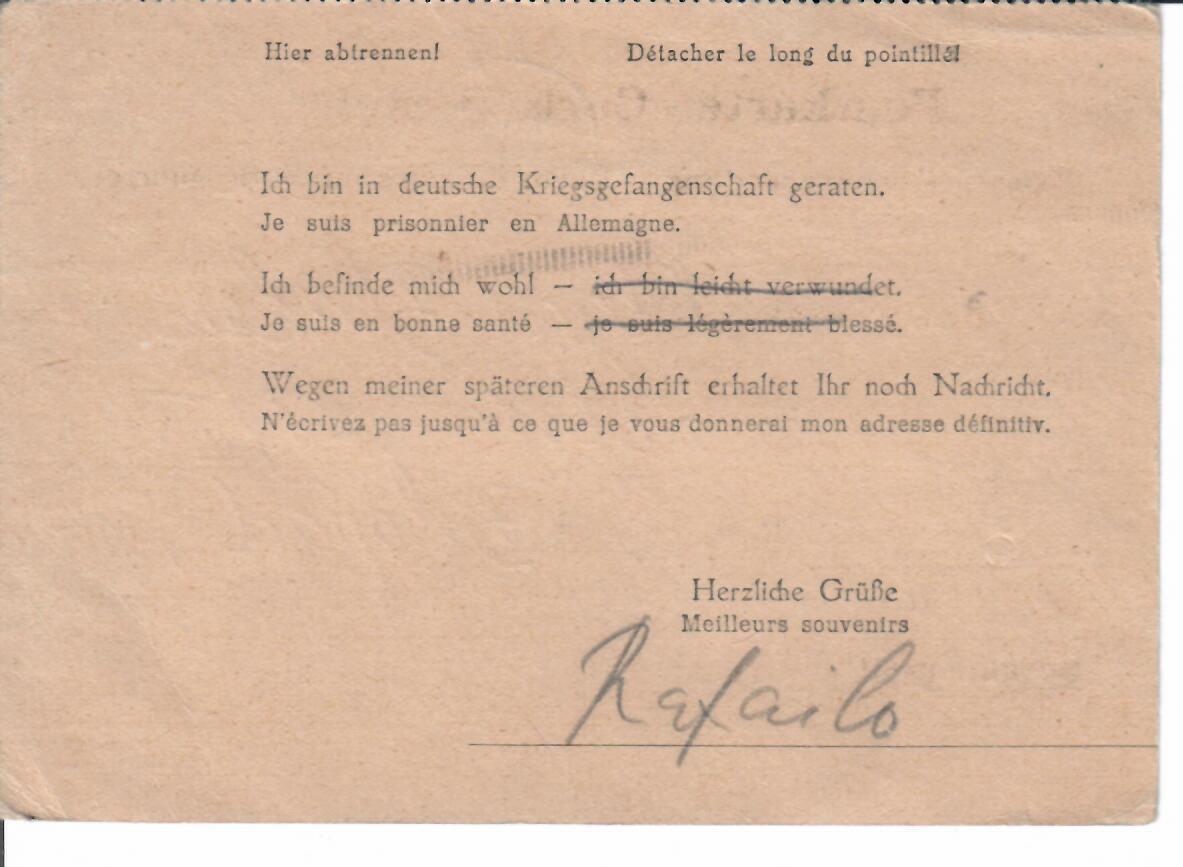 Hier abtrennen! Détacher le long du pointillé!
Ich bin in deutsche Kriegsgefangenschaft geraten.
Je suis prisonnier en Allemagne.
Ich befinde mich wohl — ich bin leicht verwundet.
Je suis en bonne santé — je suis légèrement blessé.
Wegen meiner späteren Anschrift erhaltet Ihr noch Nachricht.
N'écrivez pas jusqu'à ce que je vous donnerai mon adresse définitiv.
Herzliche Grüße
Meilleurs souvenirs
Rafailo